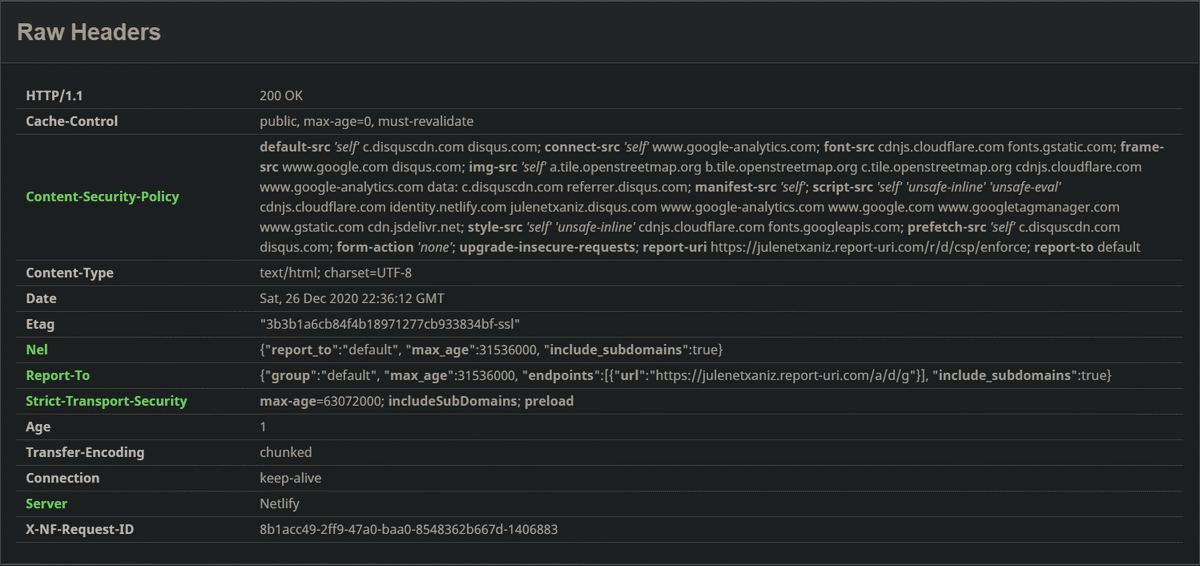 Raw Headers
HTTP/1.1 200 OK
Cache-Control public, max-age=0, must-revalidate
Content-Security-Policy default-src 'self' c.disquscdn.com disqus.com; connect-src 'self' www.google-analytics.com; font-src cdnjs.cloudflare.com fonts.gstatic.com; frame-
src www.google.com disqus.com; img-src 'self' a.tile.openstreetmap.org b.tile.openstreetmap.org c.tile.openstreetmap.org cdnjs.cloudflare.com
www.google-analytics.com data: c.disquscdn.com referrer.disqus.com; manifest-src 'self'; script-src 'self' 'unsafe-inline' 'unsafe-eval'
cdnjs.cloudflare.com identity.netlify.com julenetxaniz.disqus.com www.google-analytics.com www.google.com www.googletagmanager.com
www.gstatic.com cdn.jsdelivr.net; style-src 'self' 'unsafe-inline' cdnjs.cloudflare.com fonts.googleapis.com; prefetch-src 'self' c.disquscdn.com
disqus.com; form-action 'none'; upgrade-insecure-requests; report-uri https://julenetxaniz.report-uri.com/r/d/csp/enforce; report-to default
Content-Type text/html; charset=UTF-8
Date Sat, 26 Dec 2020 22:36:12 GMT
Etag "3b3b1a6cb84f4b18971277cb933834bf-ssl"
Nel {"report_to":"default", "max_age":31536000, "include_subdomains":true}
Report-To {"group":"default", "max_age":31536000, "endpoints":[{"url":"https://julenetxaniz.report-uri.com/a/d/g"}], "include_subdomains":true}
Strict-Transport-Security max-age=63072000; includeSubDomains; preload
Age 1
Transfer-Encoding chunked
Connection keep-alive
Server Netlify
X-NF-Request-ID 8b1acc49-2ff9-47a0-baa0-8548362b667d-1406883